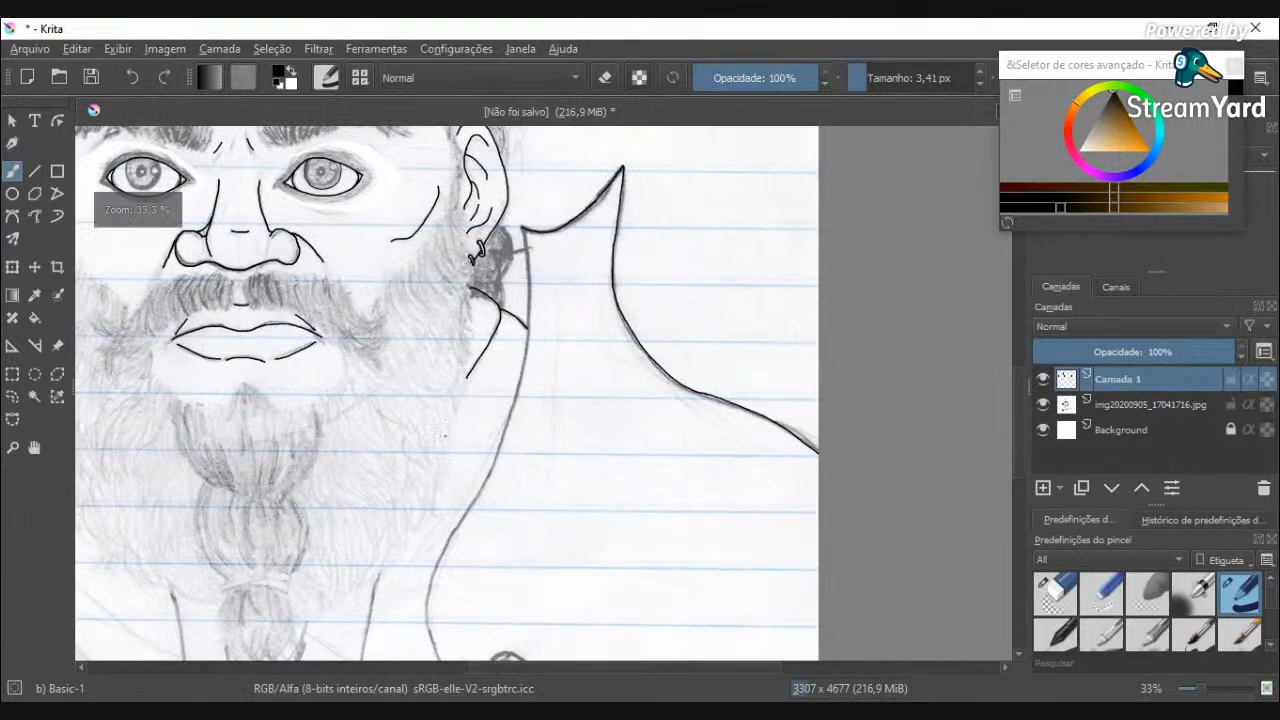 * - Krita
Powered by
StreamYard
Arquivo Editar Exibir Imagem Camada Seleção Filtrar Ferramentas Configurações Janela Ajuda
Normal Opacidade: 100% Tamanho: 3,41 px
&Seletor de cores avançado - Krita
[Não foi salvo] (216,9 MiB) *
Zoom: 33,3 %
Camadas Canais
Camadas
Normal
Opacidade: 100%
Camada 1
img20200905_17041716.jpg
Background
Predefinições d... Histórico de predefinições d...
Predefinições do pincel
All Etiqueta
Pesquisar
b) Basic-1 RGB/Alfa (8-bits inteiros/canal) sRGB-elle-V2-srgbtrc.icc 3307 x 4677 (216,9 MiB) 33%